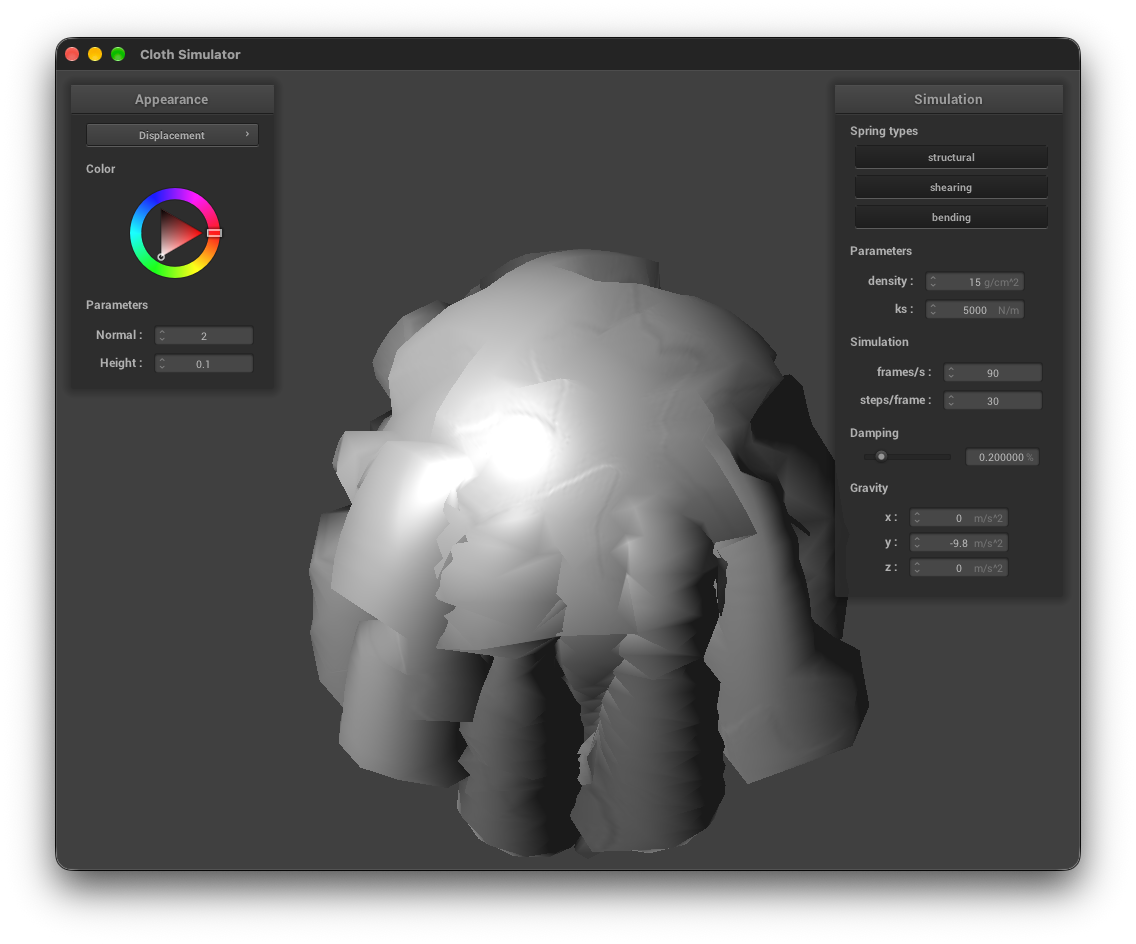 Cloth Simulator
Appearance
Displacement
Color
Parameters
Normal : 2
Height : 0.1
Simulation
Spring types
structural
shearing
bending
Parameters
density : 15 g/cm^2
ks : 5000 N/m
Simulation
frames/s : 90
steps/frame : 30
Damping
0.200000 %
Gravity
x : 0 m/s^2
y : -9.8 m/s^2
z : 0 m/s^2